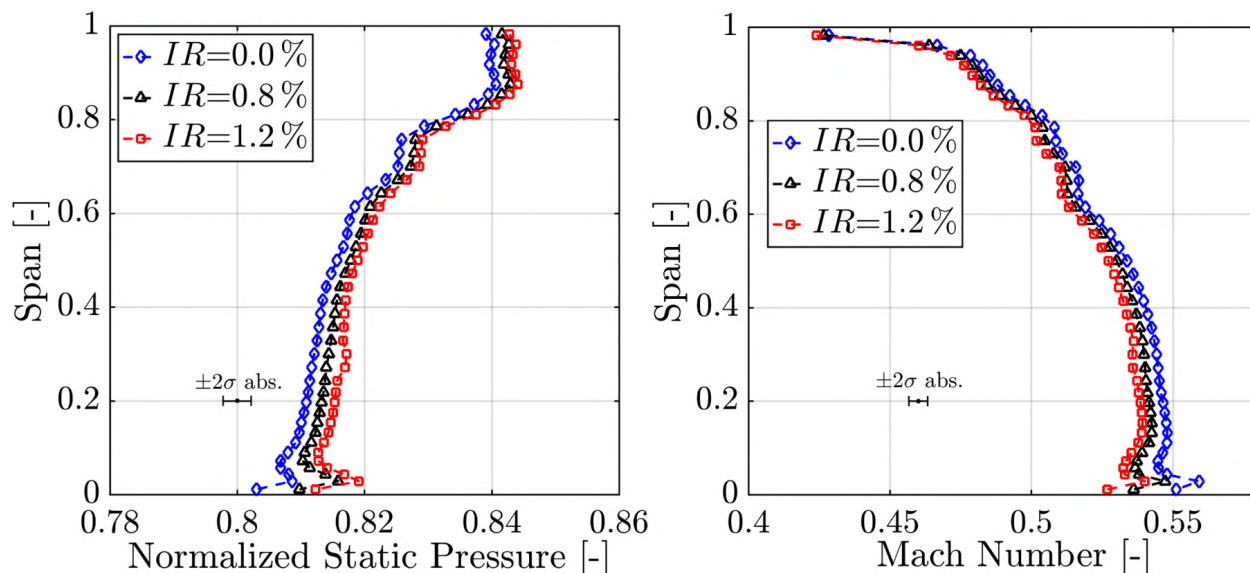 1
0.8
0.6
0.4
0.2
0
Span [-]
IR=0.0 %
IR=0.8 %
IR=1.2 %
±2σ abs.
0.78
0.8
0.82
0.84
0.86
Normalized Static Pressure [-]
1
0.8
0.6
0.4
0.2
0
Span [-]
IR=0.0 %
IR=0.8 %
IR=1.2 %
±2σ abs.
0.4
0.45
0.5
0.55
Mach Number [-]